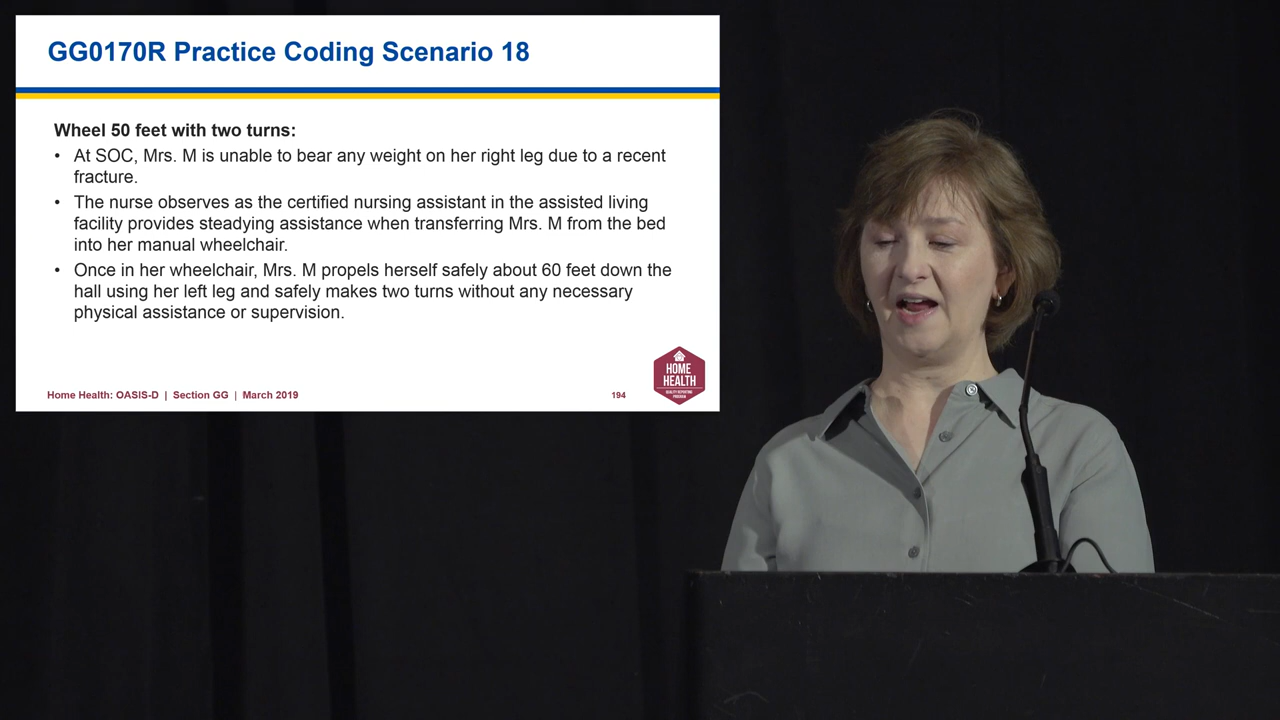 GG0170R Practice Coding Scenario 18
Wheel 50 feet with two turns:
• At SOC, Mrs. M is unable to bear any weight on her right leg due to a recent
fracture.
• The nurse observes as the certified nursing assistant in the assisted living
facility provides steadying assistance when transferring Mrs. M from the bed
into her manual wheelchair.
• Once in her wheelchair, Mrs. M propels herself safely about 60 feet down the
hall using her left leg and safely makes two turns without any necessary
physical assistance or supervision.
HOME
HEALTH
QUALITY REPORTING
PROGRAM
Home Health: OASIS-D | Section GG | March 2019
194